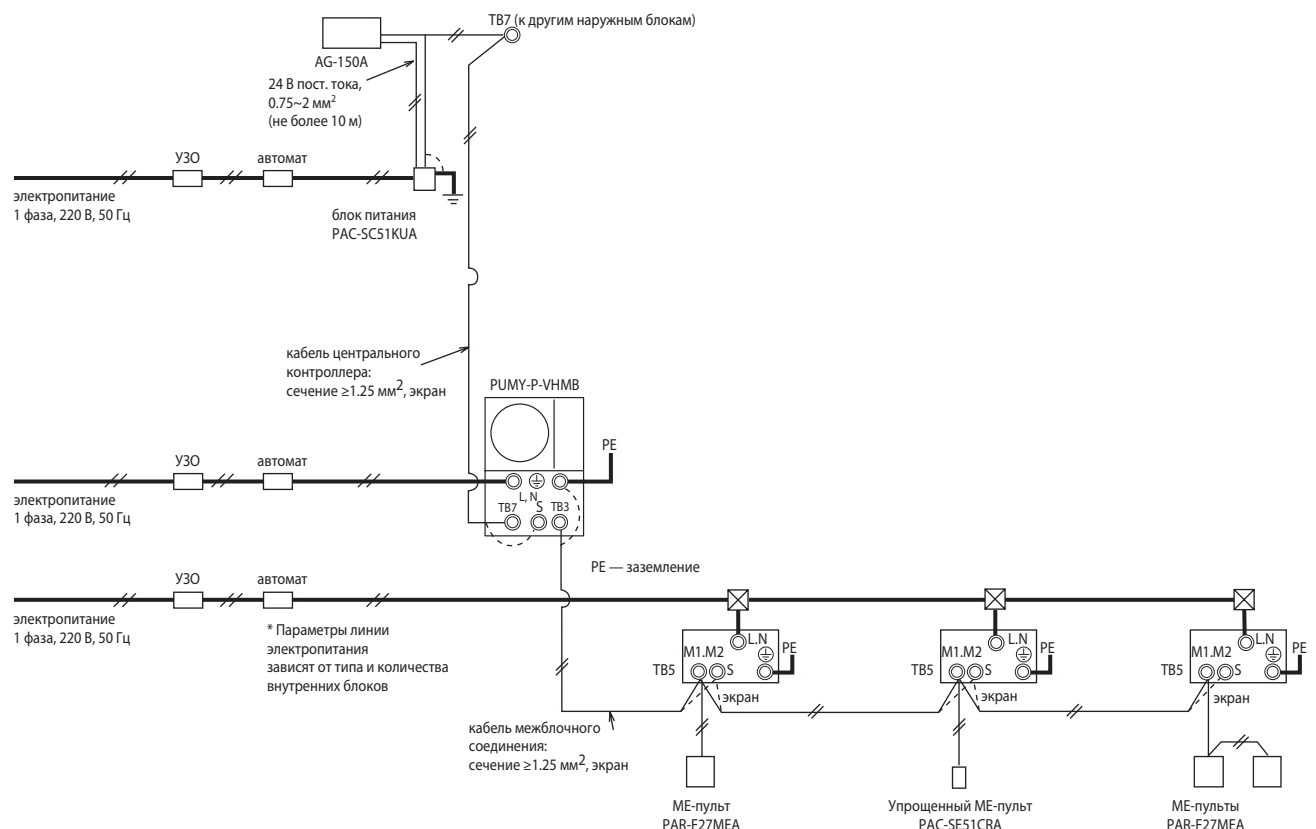 TB7 (к другим наружным блокам)
AG-150A
24 В пост. тока,
0.75~2 мм²
(не более 10 м)
УЗО
автомат
электропитание
1 фаза, 220 В, 50 Гц
блок питания
PAC-SC51KUA
кабель центрального
контроллера:
сечение ≥1.25 мм², экран
PUMY-P-VHMB
PE
УЗО
автомат
L, N
TB7
S
TB3
электропитание
1 фаза, 220 В, 50 Гц
PE — заземление
УЗО
автомат
электропитание
1 фаза, 220 В, 50 Гц
* Параметры линии
электропитания
зависят от типа и количества
внутренних блоков
L.N
PE
M1.M2
TB5
S
экран
L.N
PE
M1.M2
TB5
S
экран
L.N
PE
M1.M2
TB5
S
экран
кабель межблочного
соединения:
сечение ≥1.25 мм², экран
МЕ-пульт
PAR-F27MEA
Упрощенный МЕ-пульт
PAC-SE51CRA
МЕ-пульты
PAR-F27MEA